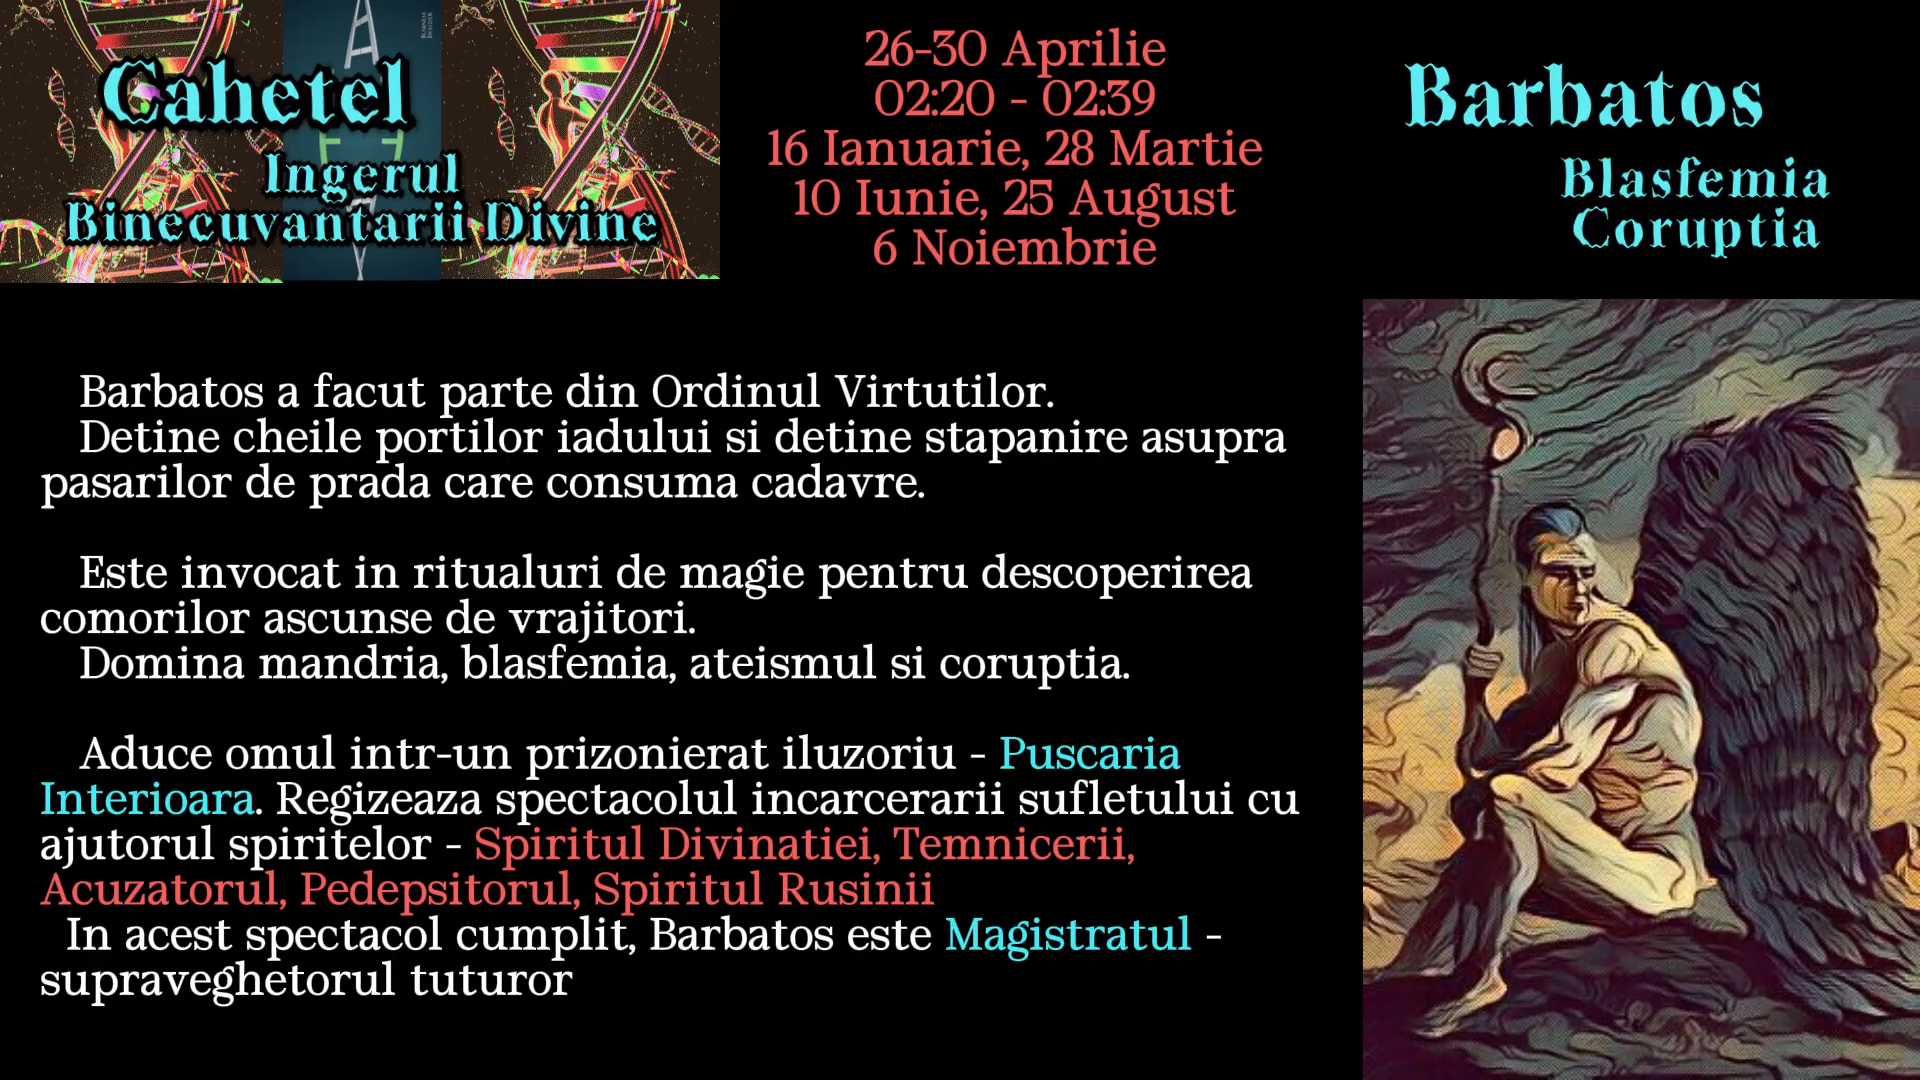 Cahetel
Ingerul
Binecuvantarii Divine
BUSINESS
INSIDER
26-30 Aprilie
02:20 - 02:39
16 Ianuarie, 28 Martie
10 Iunie, 25 August
6 Noiembrie
Barbatos
Blasfemia
Coruptia
Barbatos a facut parte din Ordinul Virtutilor.
Detine cheile portilor iadului si detine stapanire asupra
pasarilor de prada care consuma cadavre.
Este invocat in ritualuri de magie pentru descoperirea
comorilor ascunse de vrajitori.
Domina mandria, blasfemia, ateismul si coruptia.
Aduce omul intr-un prizonierat iluzoriu - Puscaria
Interioara. Regizeaza spectacolul incarcerarii sufletului cu
ajutorul spiritelor - Spiritul Divinatiei, Temnicerii,
Acuzatorul, Pedepsitorul, Spiritul Rusinii
In acest spectacol cumplit, Barbatos este Magistratul -
supraveghetorul tuturor